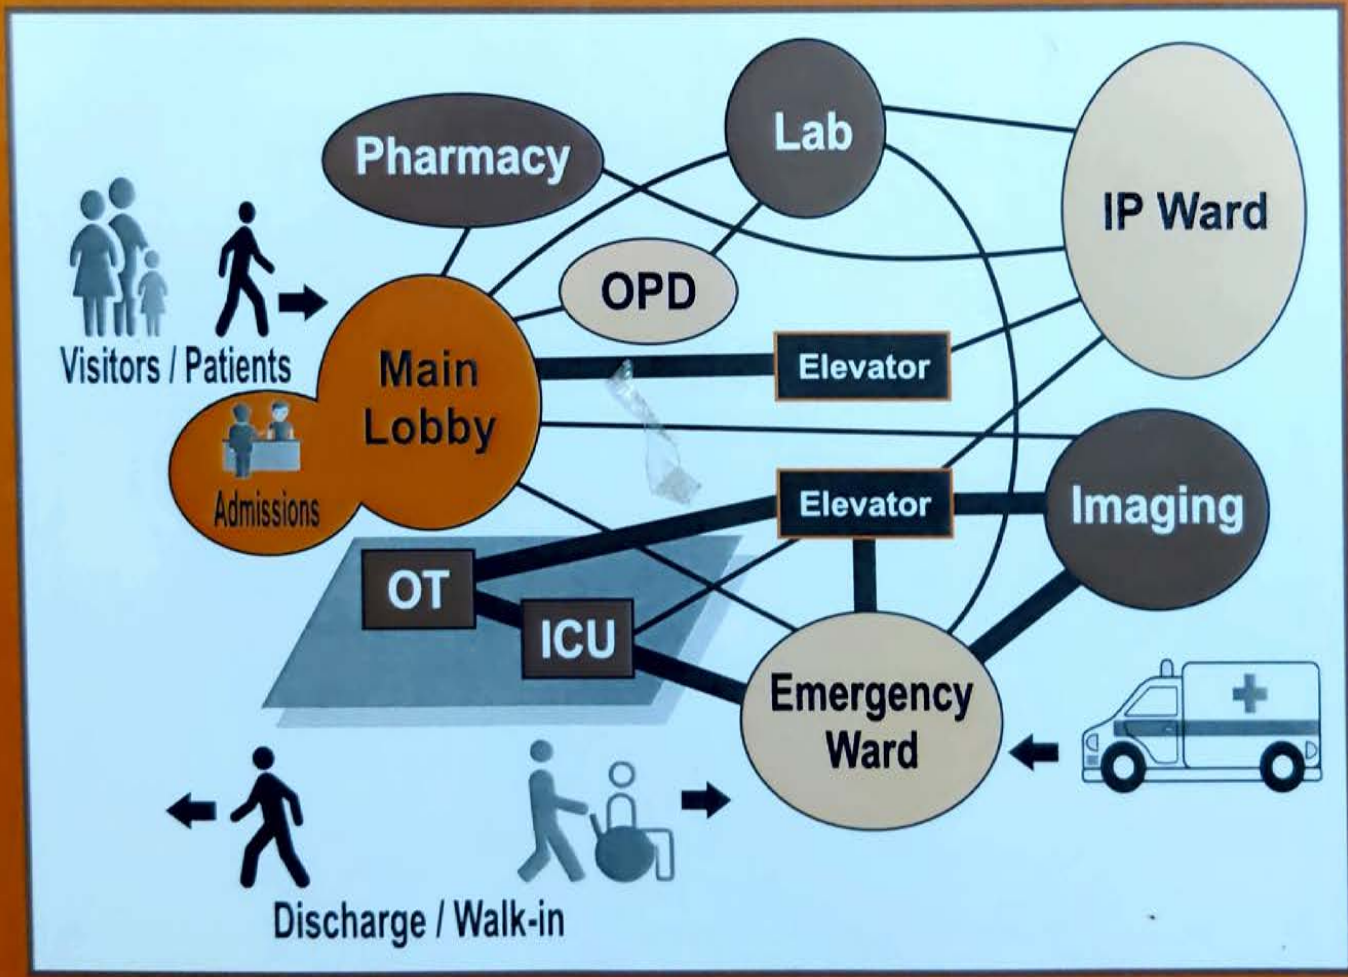 Pharmacy
Lab
IP Ward
OPD
Visitors / Patients
Main
Lobby
Elevator
Admissions
Elevator
Imaging
OT
ICU
Emergency
Ward
Discharge / Walk-in